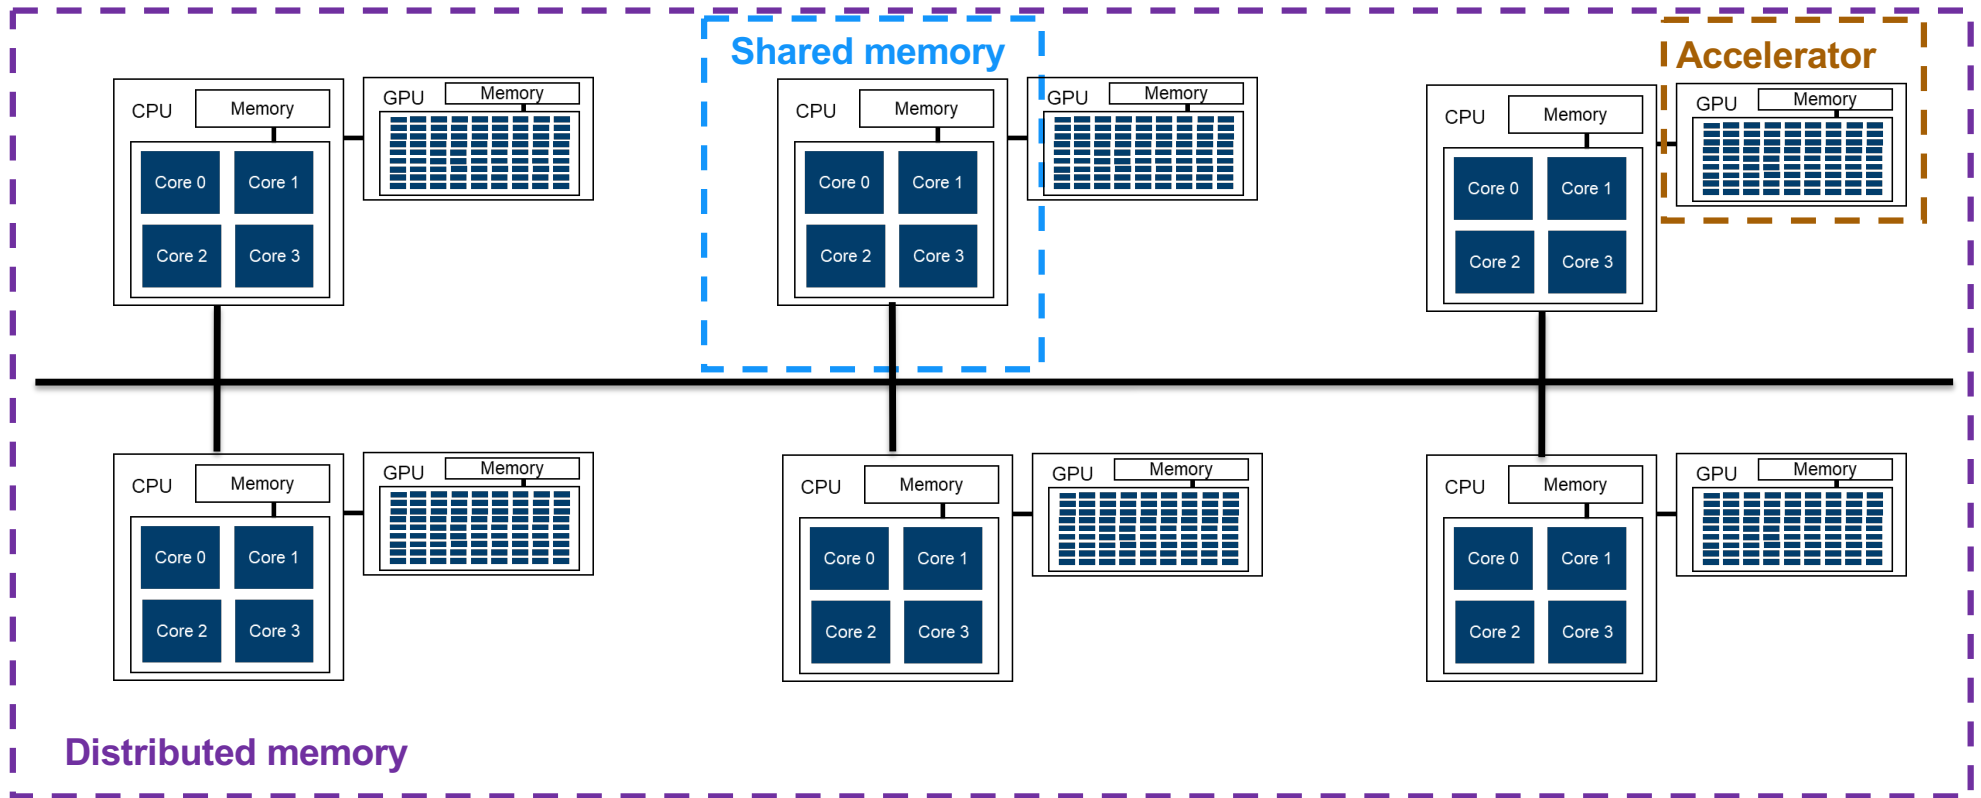 Shared memory
Accelerator
CPU
Memory
Core 0
Core 1
Core 2
Core 3
GPU
Memory
CPU
Memory
Core 0
Core 1
Core 2
Core 3
GPU
Memory
CPU
Memory
Core 0
Core 1
Core 2
Core 3
GPU
Memory
CPU
Memory
Core 0
Core 1
Core 2
Core 3
GPU
Memory
CPU
Memory
Core 0
Core 1
Core 2
Core 3
GPU
Memory
CPU
Memory
Core 0
Core 1
Core 2
Core 3
GPU
Memory
Distributed memory